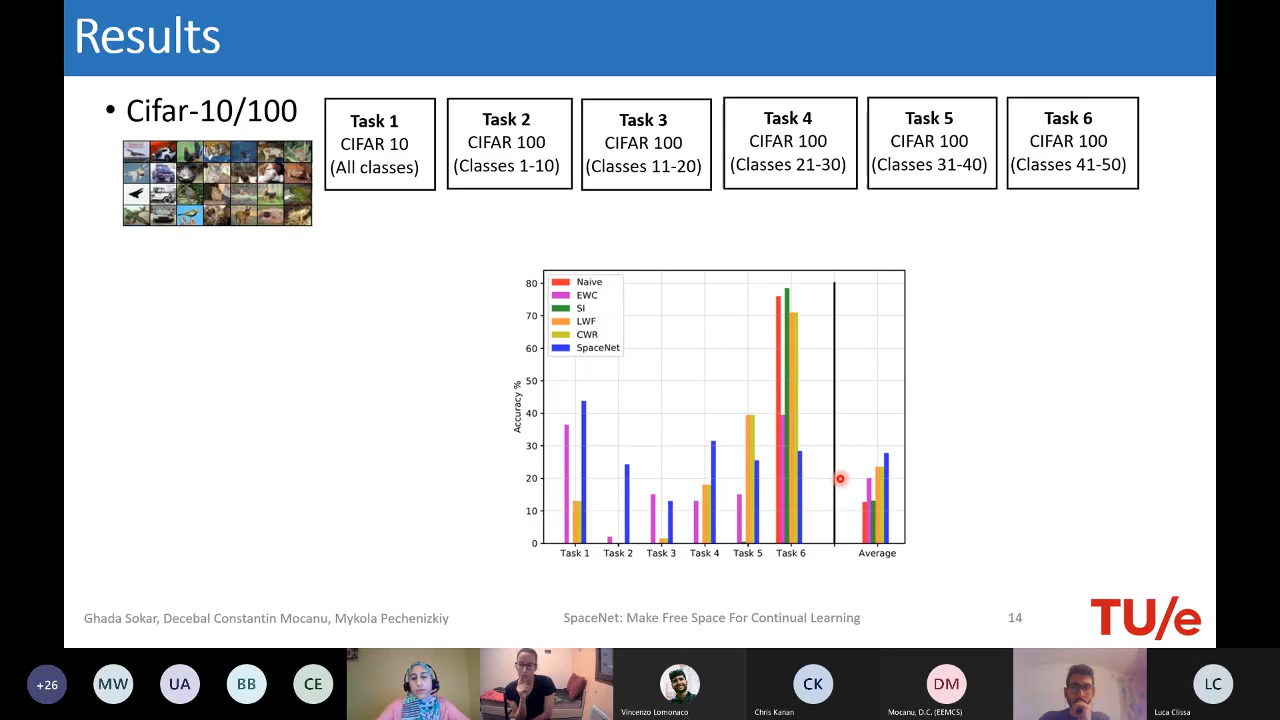 Results
• Cifar-10/100
Task 1
CIFAR 10
(All classes)
Task 2
CIFAR 100
(Classes 1-10)
Task 3
CIFAR 100
(Classes 11-20)
Task 4
CIFAR 100
(Classes 21-30)
Task 5
CIFAR 100
(Classes 31-40)
Task 6
CIFAR 100
(Classes 41-50)
Naive
EWC
SI
LWF
CWR
SpaceNet
Accuracy %
80
70
60
50
40
30
20
10
0
Task 1 Task 2 Task 3 Task 4 Task 5 Task 6 Average
Ghada Sokar, Decebal Constantin Mocanu, Mykola Pechenizkiy
SpaceNet: Make Free Space For Continual Learning
14
TU/e
+26
MW
UA
BB
CE
Vincenzo Lomonaco
CK
Chris Kanan
DM
Mocanu, D.C. (EEMCS)
LC
Luca Clissa